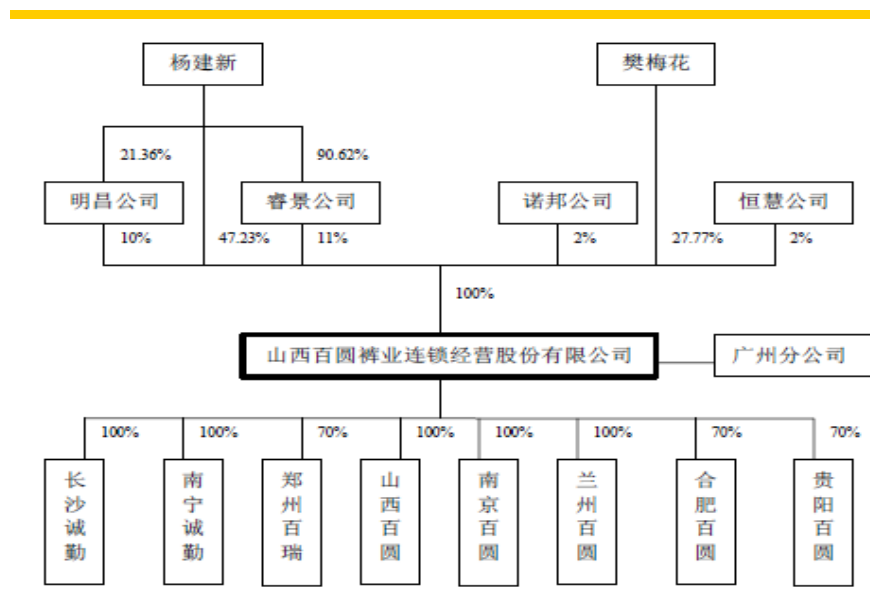 杨建新
樊梅花
21.36%
90.62%
明昌公司
睿景公司
诺邦公司
恒慧公司
10%
47.23%
11%
2%
27.77%
2%
100%
山西百圆裤业连锁经营股份有限公司
广州分公司
100%
100%
70%
100%
100%
100%
70%
70%
长沙诚勤
南宁诚勤
郑州百瑞
山西百圆
南京百圆
兰州百圆
合肥百圆
贵阳百圆